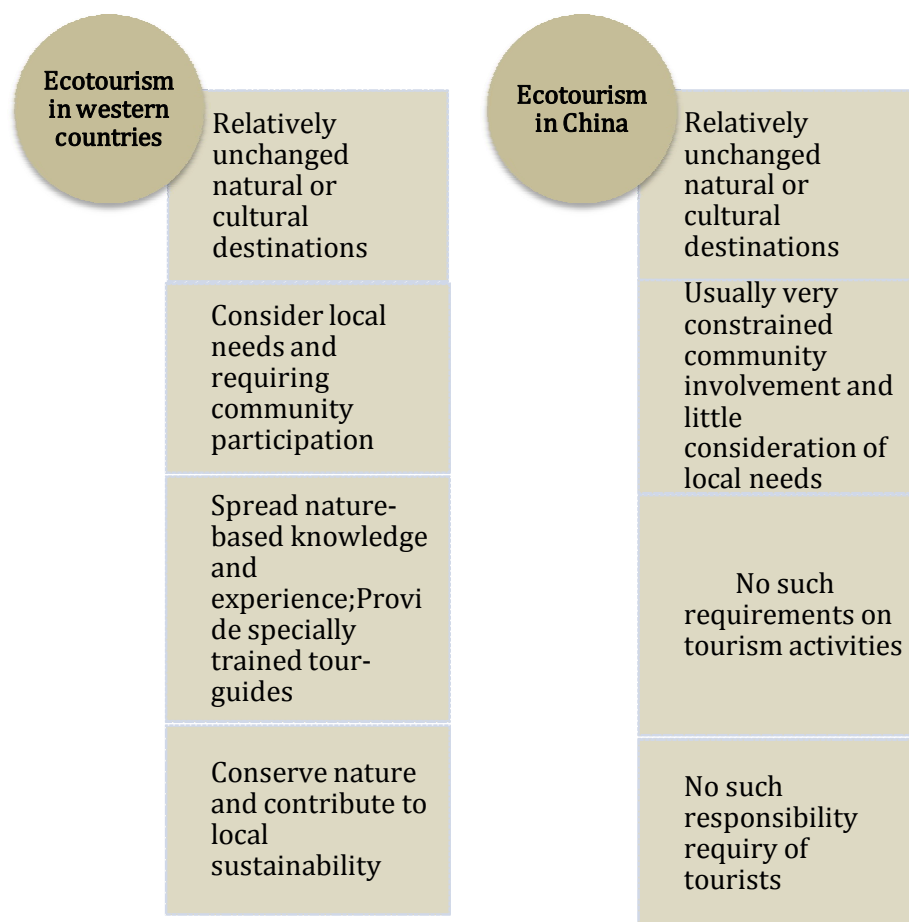 Ecotourism
in western
countries
Relatively
unchanged
natural or
cultural
destinations
Consider local
needs and
requiring
community
participation
Spread nature-
based knowledge
and
experience;Provi
de specially
trained tour-
guides
Conserve nature
and contribute to
local
sustainability
Ecotourism
in China
Relatively
unchanged
natural or
cultural
destinations
Usually very
constrained
community
involvement and
little
consideration of
local needs
No such
requirements on
tourism activities
No such
responsibility
requiry of
tourists